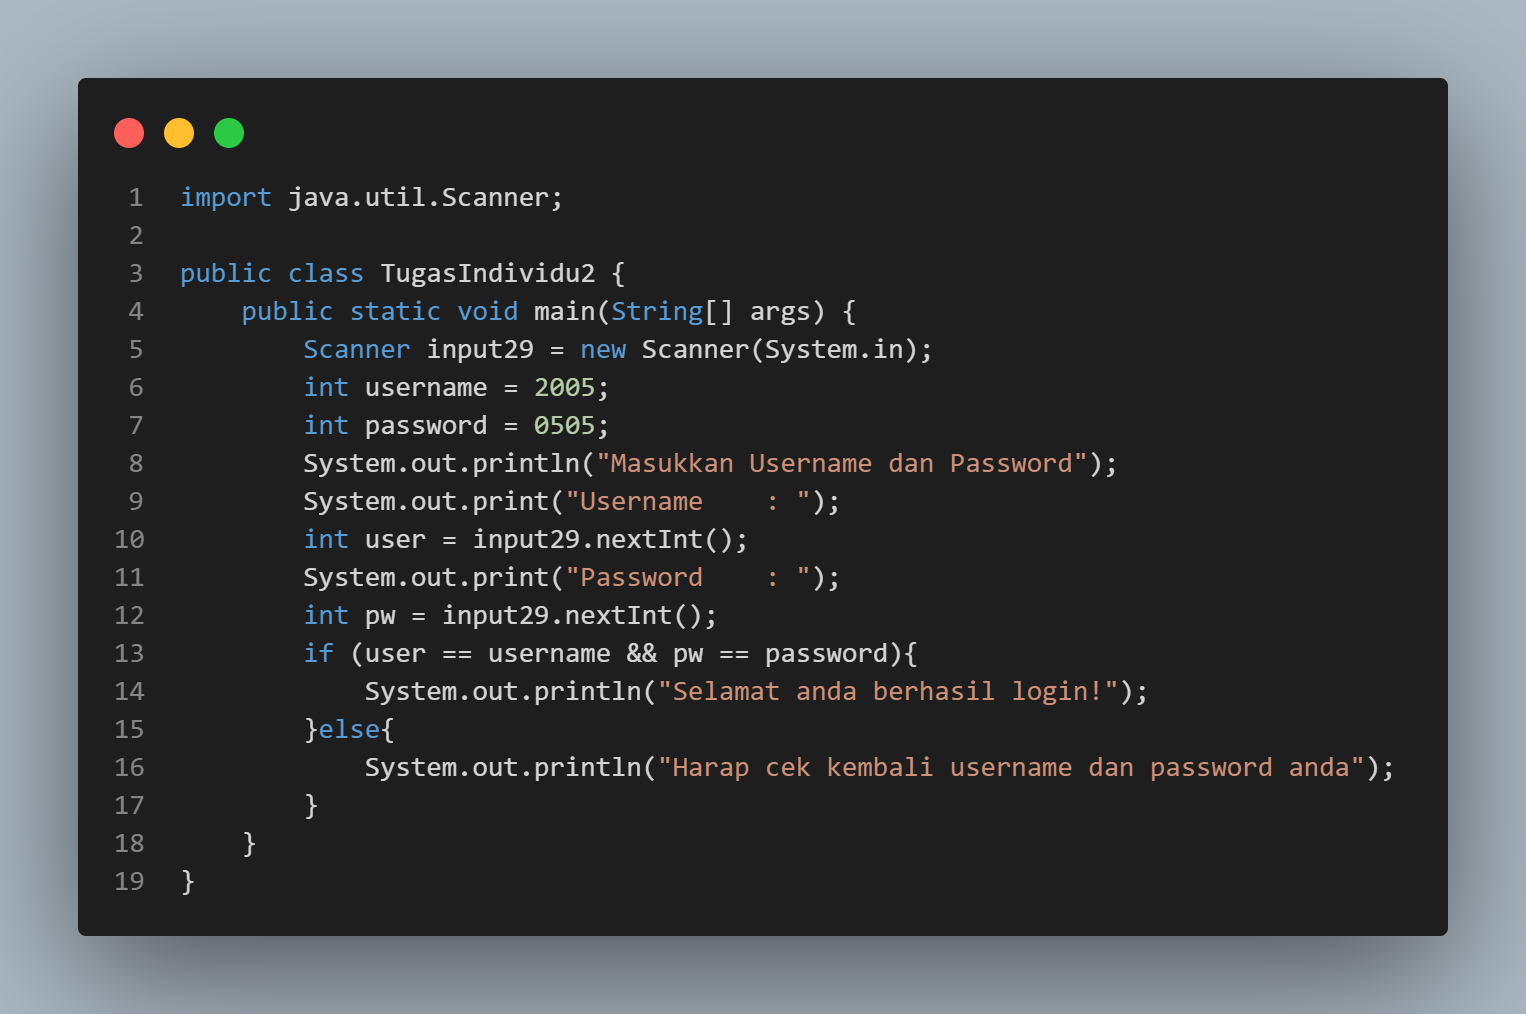 1 import java.util.Scanner;
2
3 public class TugasIndividu2 {
4     public static void main(String[] args) {
5         Scanner input29 = new Scanner(System.in);
6         int username = 2005;
7         int password = 0505;
8         System.out.println("Masukkan Username dan Password");
9         System.out.print("Username    : ");
10         int user = input29.nextInt();
11         System.out.print("Password    : ");
12         int pw = input29.nextInt();
13         if (user == username && pw == password){
14             System.out.println("Selamat anda berhasil login!");
15         }else{
16             System.out.println("Harap cek kembali username dan password anda");
17         }
18     }
19 }